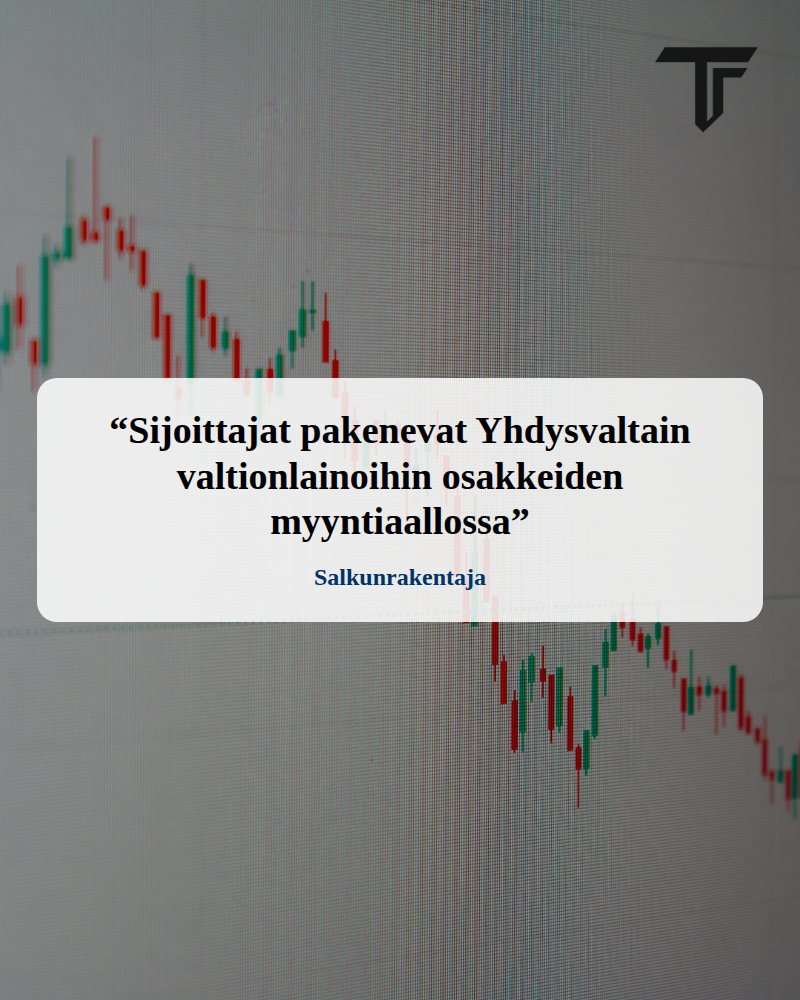 “Sijoittajat pakenevat Yhdysvaltain
valtionlainoihin osakkeiden
myyntiaallossa”
Salkunrakentaja